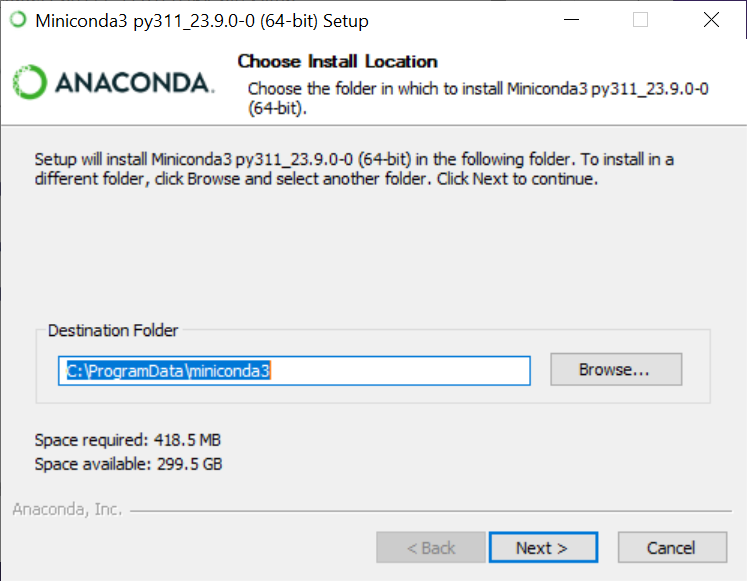 Miniconda3 py311_23.9.0-0 (64-bit) Setup
ANACONDA.
Choose Install Location
Choose the folder in which to install Miniconda3 py311_23.9.0-0
(64-bit).
Setup will install Miniconda3 py311_23.9.0-0 (64-bit) in the following folder. To install in a
different folder, click Browse and select another folder. Click Next to continue.
Destination Folder
C:\ProgramData\miniconda3
Browse...
Space required: 418.5 MB
Space available: 299.5 GB
Anaconda, Inc.
< Back
Next >
Cancel